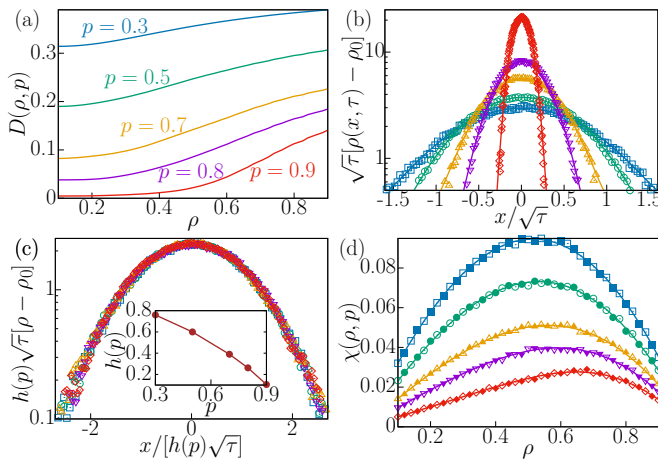 (a)
p = 0.3
p = 0.5
p = 0.7
p = 0.8
p = 0.9
D(ρ, p)
0.3
0.2
0.1
0
0.2 0.4 0.6 0.8
ρ
(b)
√τ[ρ(x, τ) − ρ₀]
10
1
-1.5 -1 -0.5 0 0.5 1 1.5
x/√τ
(c)
h(p)√τ[ρ − ρ₀]
1
0.1
-2 0 2
x/[h(p)√τ]
h(p)
0.8
0.6
0.4
0.2
0.3 0.5 0.7 0.9
p
(d)
χ(ρ, p)
0.08
0.06
0.04
0.02
0
0.2 0.4 0.6 0.8
ρ